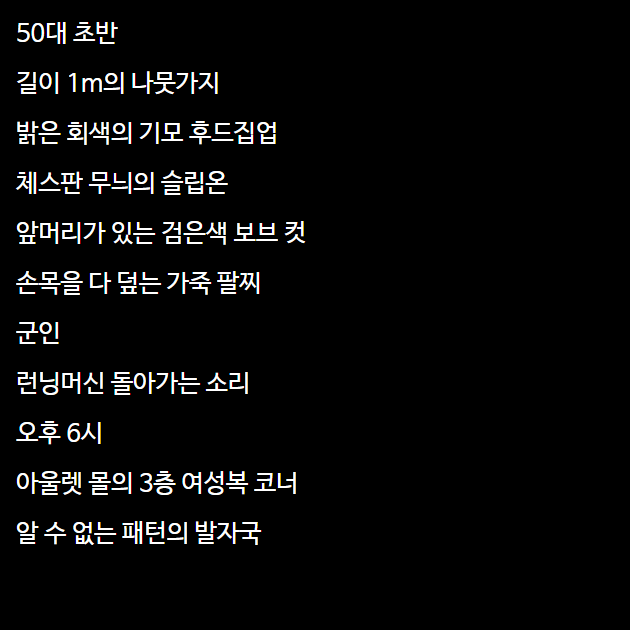 50대 초반
길이 1m의 나뭇가지
밝은 회색의 기모 후드집업
체스판 무늬의 슬립온
앞머리가 있는 검은색 보브 컷
손목을 다 덮는 가죽 팔찌
군인
런닝머신 돌아가는 소리
오후 6시
아울렛 몰의 3층 여성복 코너
알 수 없는 패턴의 발자국